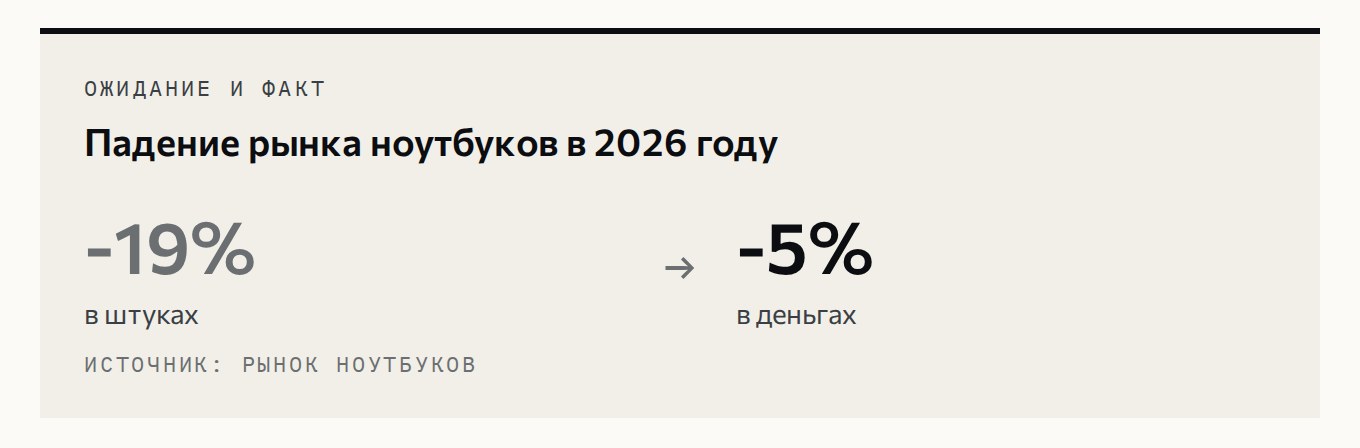 ОЖИДАНИЕ И ФАКТ
Падение рынка ноутбуков в 2026 году
-19%
→
-5%
в штуках
в деньгах
ИСТОЧНИК: РЫНОК НОУТБУКОВ